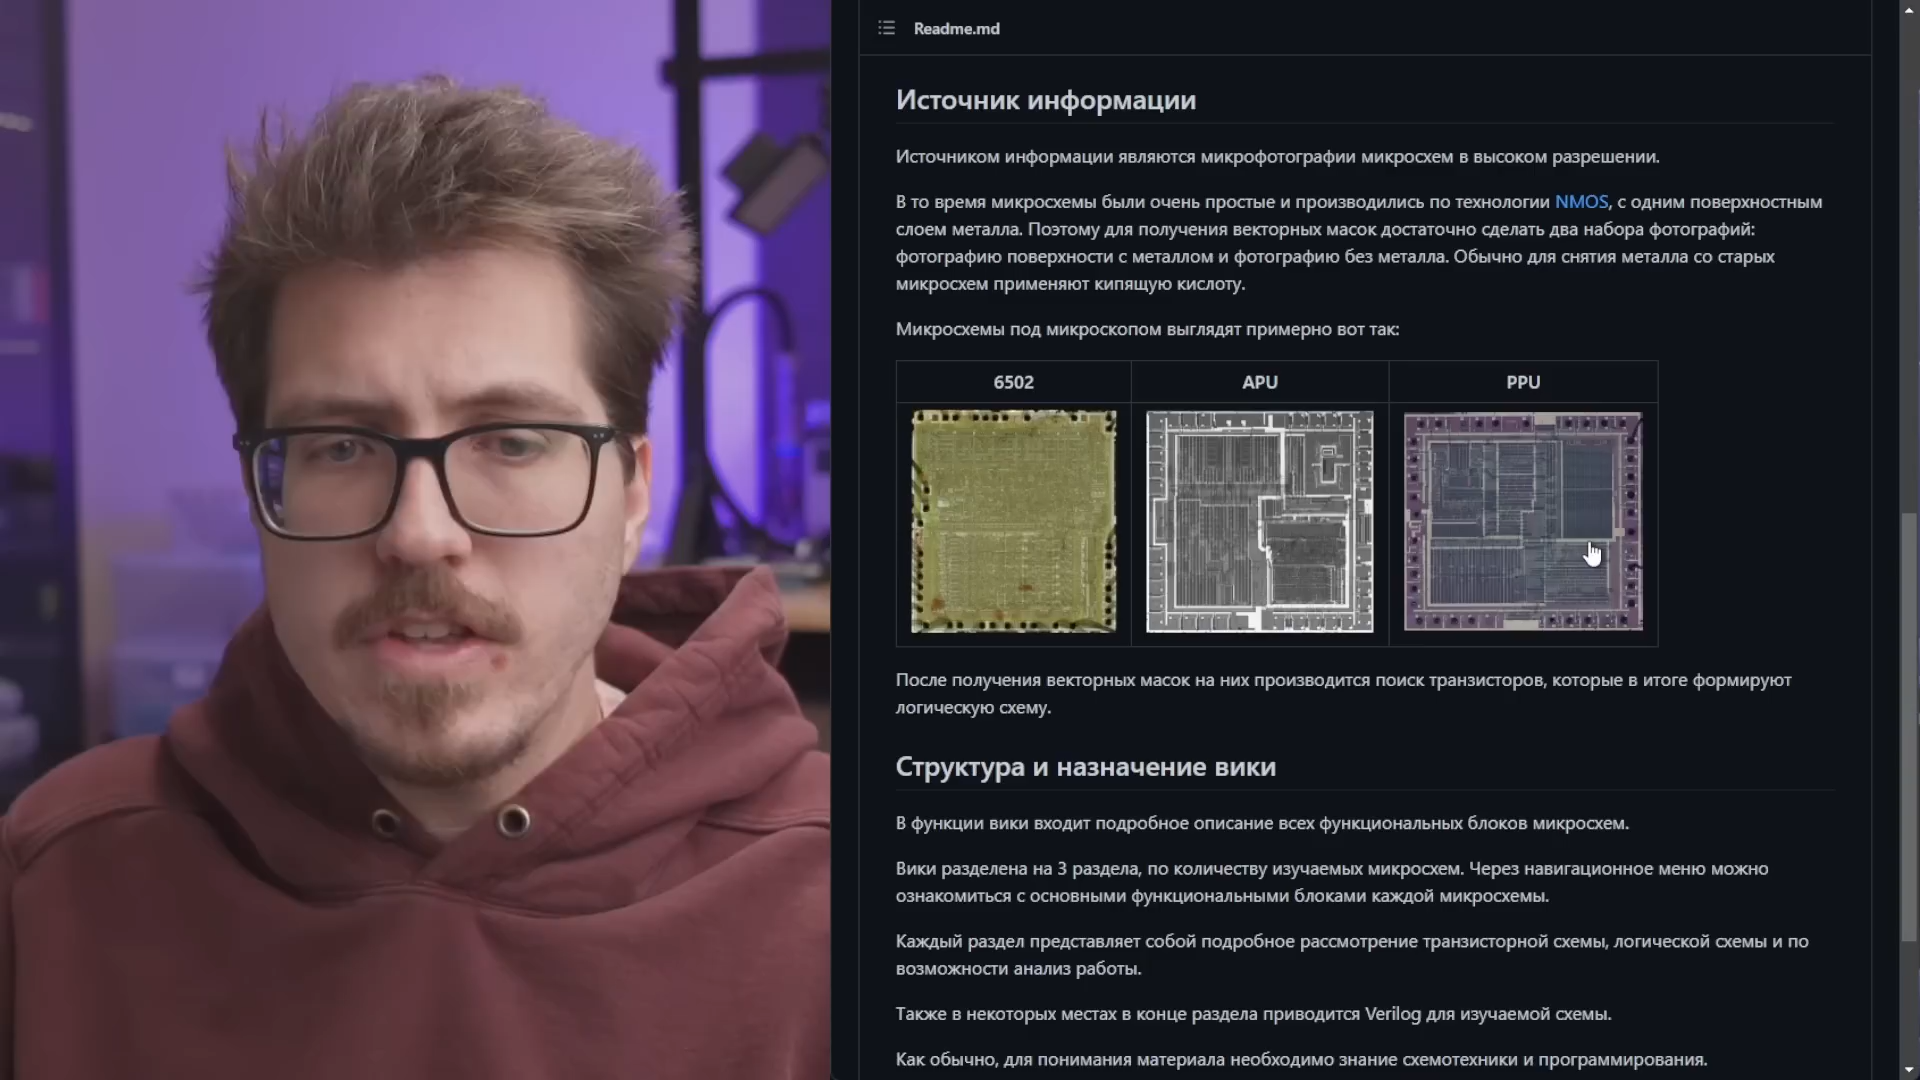 Readme.md
Источник информации
Источником информации являются микрофотографии микросхем в высоком разрешении.
В то время микросхемы были очень простые и производились по технологии NMOS, с одним поверхностным
слоем металла. Поэтому для получения векторных масок достаточно сделать два набора фотографий:
фотографию поверхности с металлом и фотографию без металла. Обычно для снятия металла со старых
микросхем применяют кипящую кислоту.
Микросхемы под микроскопом выглядят примерно вот так:
6502 APU PPU
После получения векторных масок на них производится поиск транзисторов, которые в итоге формируют
логическую схему.
Структура и назначение вики
В функции вики входит подробное описание всех функциональных блоков микросхем.
Вики разделена на 3 раздела, по количеству изучаемых микросхем. Через навигационное меню можно
ознакомиться с основными функциональными блоками каждой микросхемы.
Каждый раздел представляет собой подробное рассмотрение транзисторной схемы, логической схемы и по
возможности анализ работы.
Также в некоторых местах в конце раздела приводится Verilog для изучаемой схемы.
Как обычно, для понимания материала необходимо знание схемотехники и программирования.